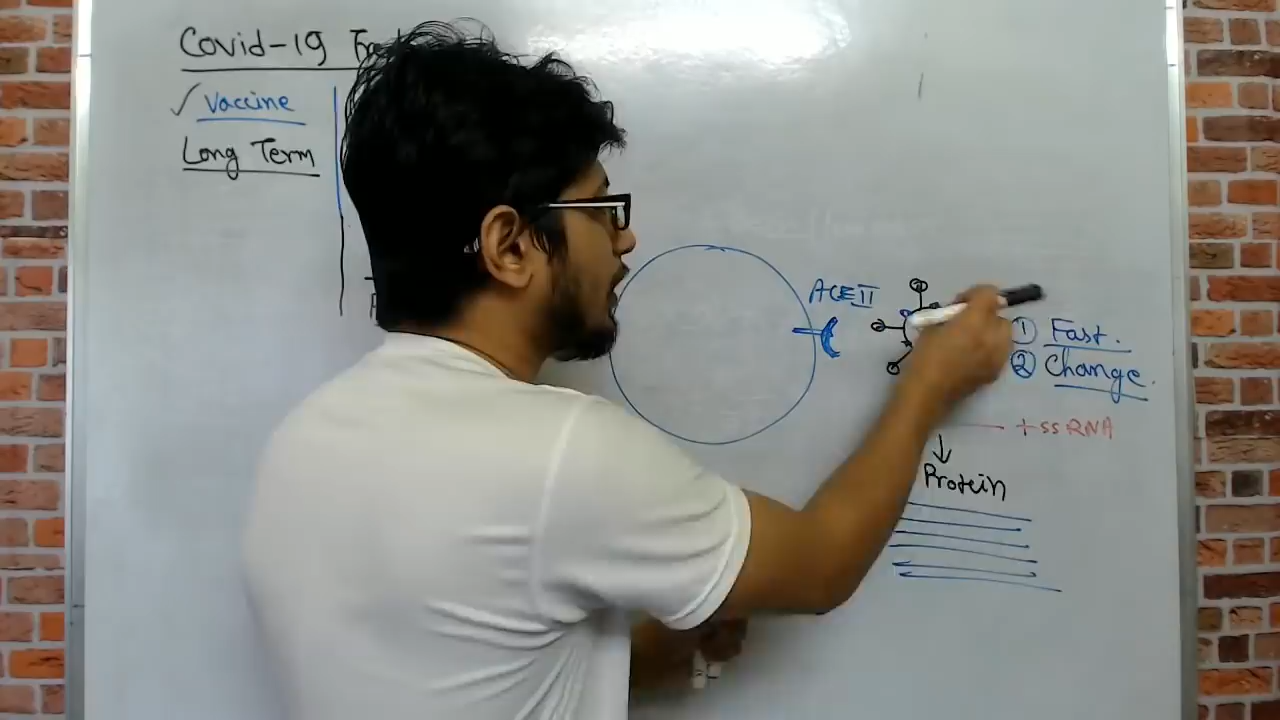 Covid-19
Vaccine
Long Term
ACE II
① Fast.
② Change.
+ss RNA
Protein